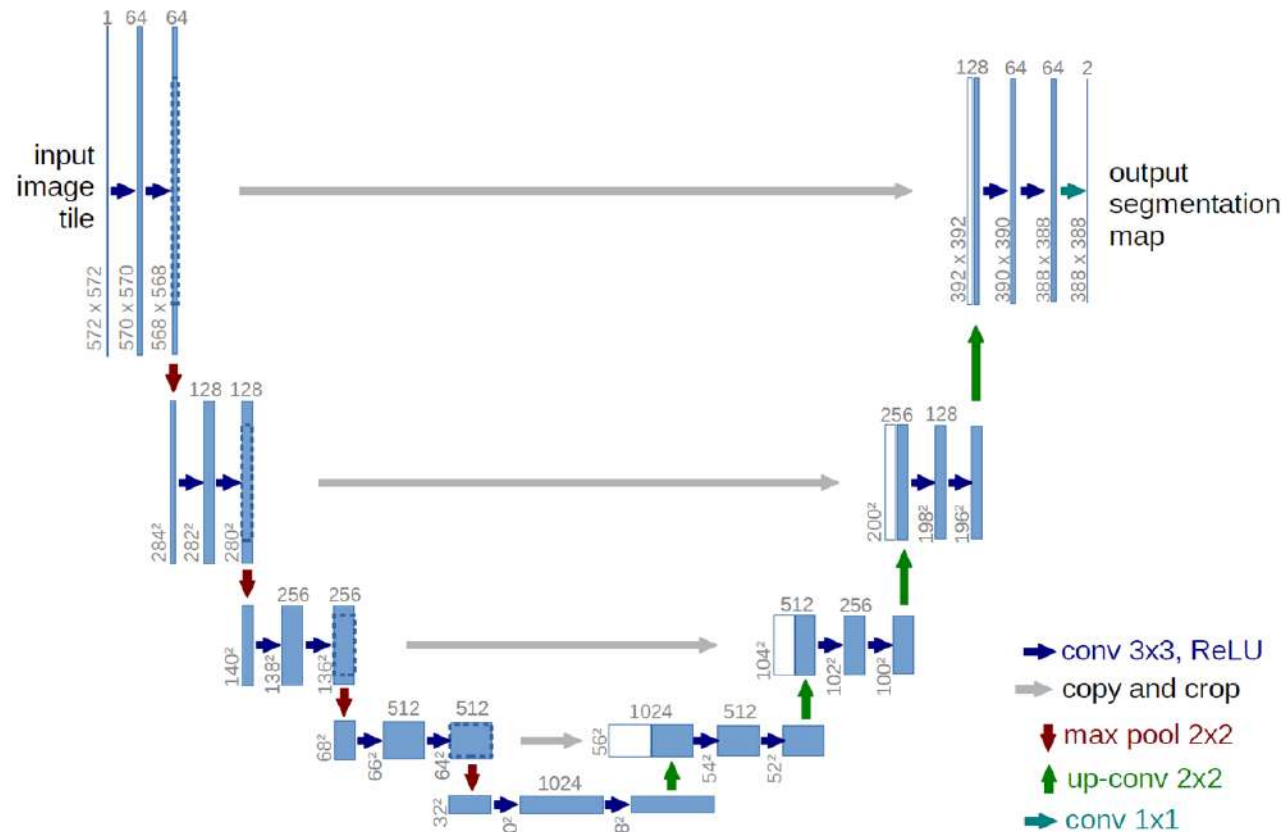 1 64 64
input
image
tile
572 x 572
570 x 570
568 x 568
128 64 64 2
output
segmentation
map
392 x 392
390 x 390
388 x 388
388 x 388
128 128
284²
282²
280²
256 128
200²
198²
196²
256 256
140²
138²
136²
512 256
104²
102²
100²
512 512
68²
66²
64²
1024 512
56²
54²
52²
1024
32²
conv 3x3, ReLU
copy and crop
max pool 2x2
up-conv 2x2
conv 1x1